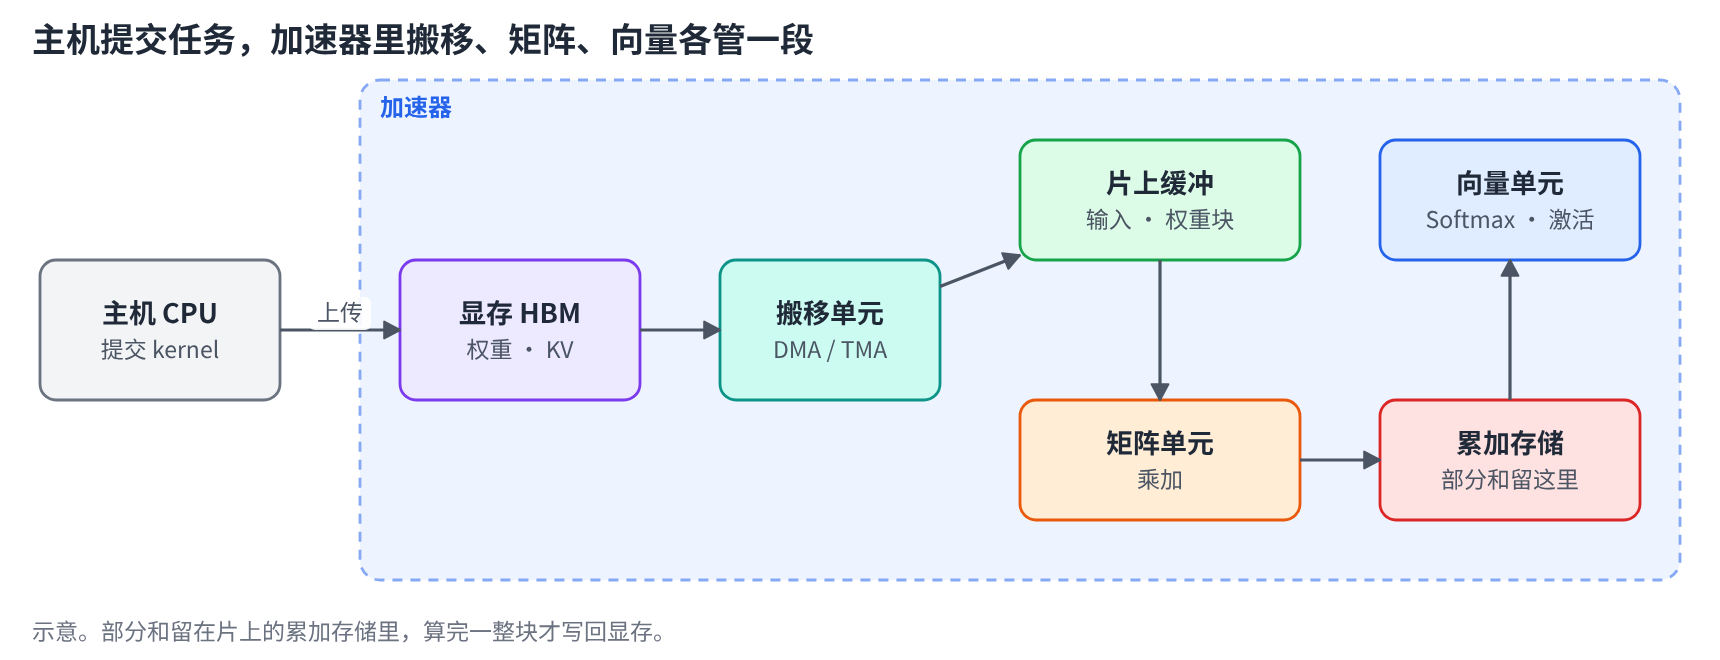 主机提交任务，加速器里搬移、矩阵、向量各管一段
加速器
片上缓冲
输入 · 权重块
向量单元
Softmax · 激活
主机 CPU
提交 kernel
上传
显存 HBM
权重 · KV
搬移单元
DMA / TMA
矩阵单元
乘加
累加存储
部分和留这里
示意。部分和留在片上的累加存储里，算完一整块才写回显存。